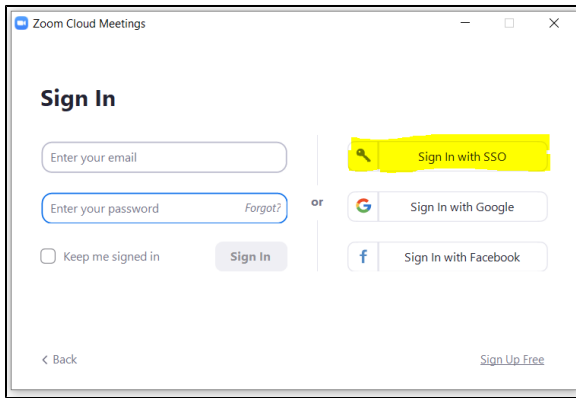 Zoom Cloud Meetings
Sign In
Enter your email
Enter your password Forgot?
Keep me signed in
Sign In
or
Sign In with SSO
Sign In with Google
Sign In with Facebook
< Back
Sign Up Free